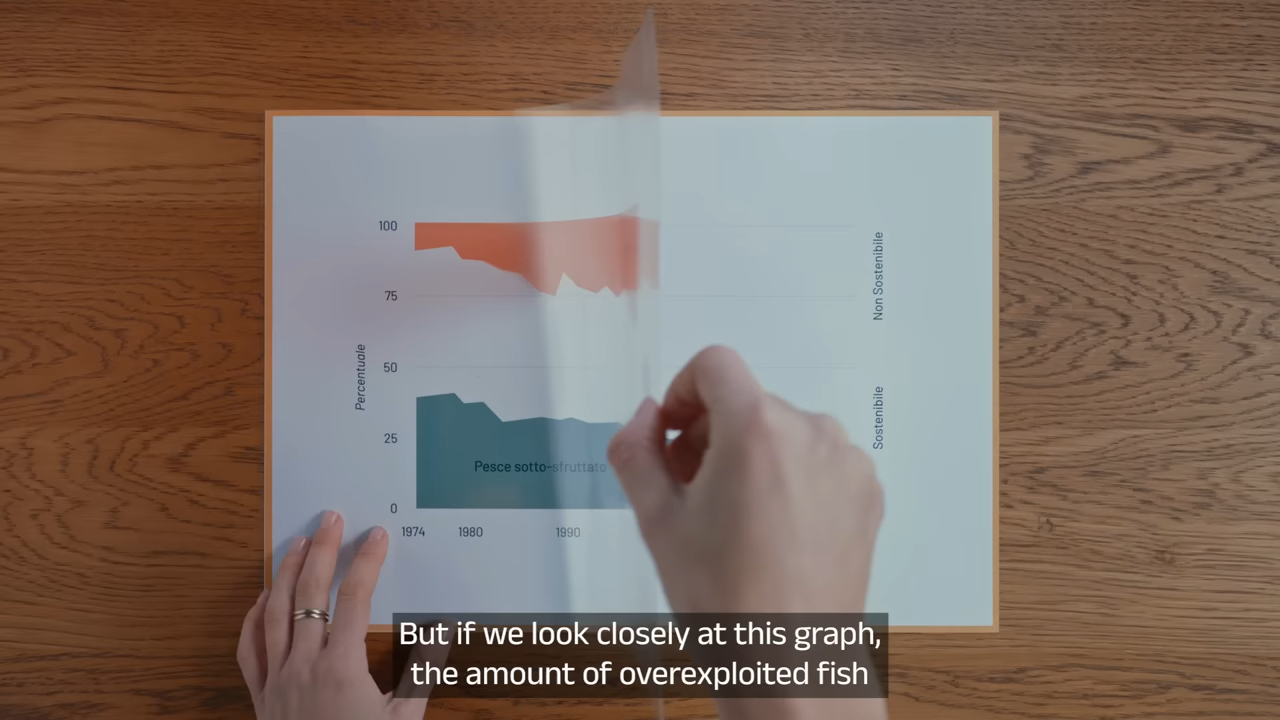 100
75
50
25
0
Percentuale
Non Sostenibile
Sostenibile
Pesce sotto-sfruttato
1974
1980
1990
But if we look closely at this graph,
the amount of overexploited fish